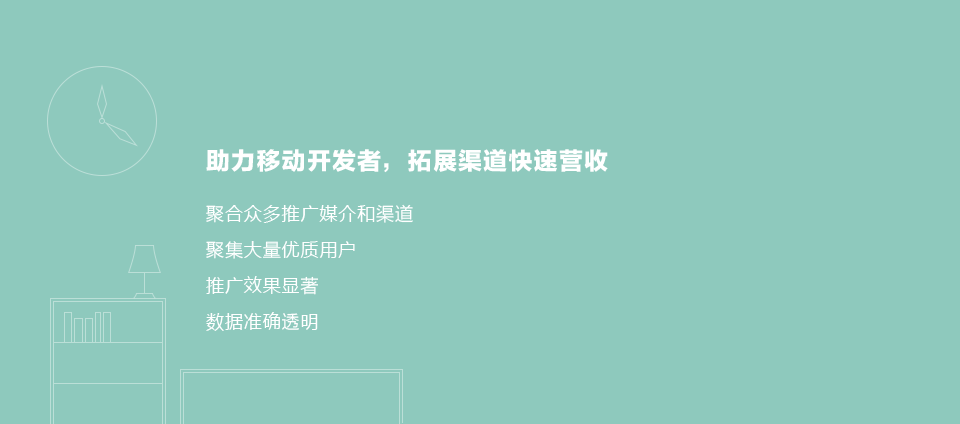 助力移动开发者，拓展渠道快速营收
聚合众多推广媒介和渠道
聚集大量优质用户
推广效果显著
数据准确透明